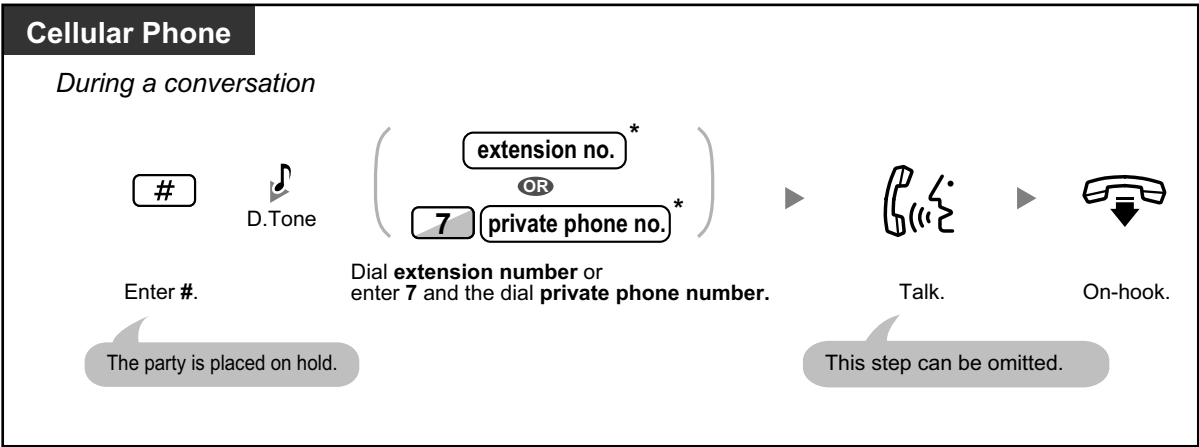 Cellular Phone
During a conversation
#
D.Tone
extension no.*
OR
7 private phone no.*
Enter #.
Dial extension number or
enter 7 and the dial private phone number.
Talk.
On-hook.
The party is placed on hold.
This step can be omitted.